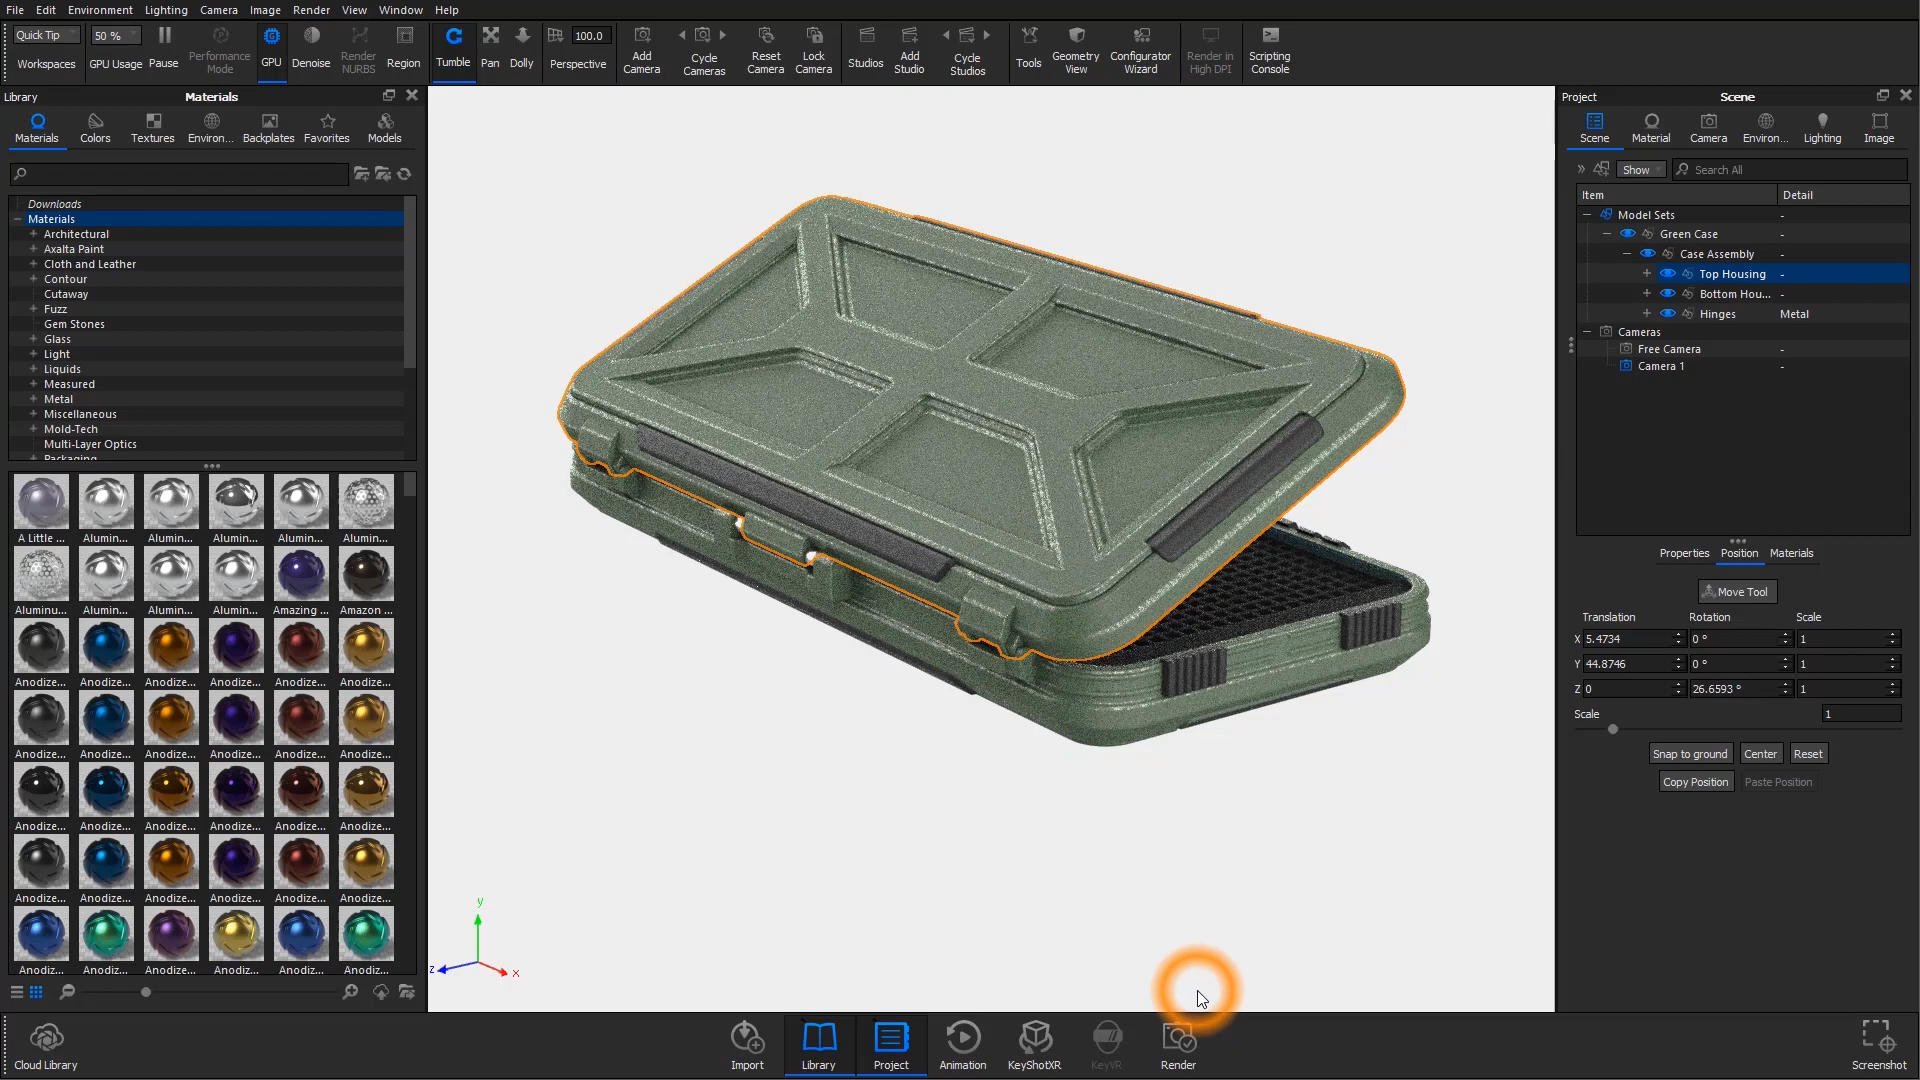 File Edit Environment Lighting Camera Image Render View Window Help
Quick Tip 50 % 100.0
Workspaces GPU Usage Pause Performance Mode GPU Denoise Render NURBS Region Tumble Pan Dolly Perspective Add Camera Cycle Cameras Reset Camera Lock Camera Studios Add Studio Cycle Studios Tools Geometry View Configurator Wizard Render in High DPI Scripting Console
Library Materials
Materials Colors Textures Environ... Backplates Favorites Models
Downloads
Materials
Architectural
Axalta Paint
Cloth and Leather
Contour
Cutaway
Fuzz
Gem Stones
Glass
Light
Liquids
Measured
Metal
Miscellaneous
Mold-Tech
Multi-Layer Optics
Packaging
A Little ... Alumin... Alumin... Alumin... Alumin... Alumin...
Aluminu... Alumin... Alumin... Alumin... Amazing ... Amazon ...
Anodize... Anodize... Anodize... Anodize... Anodize... Anodize...
Anodize... Anodize... Anodize... Anodize... Anodize... Anodize...
Anodize... Anodize... Anodize... Anodize... Anodize... Anodize...
Anodize... Anodize... Anodize... Anodize... Anodize... Anodize...
Anodiz... Anodiz... Anodize... Anodiz... Anodiz... Anodiz...
y
z x
Project Scene
Scene Material Camera Environ... Lighting Image
» Show Search All
Item Detail
Model Sets -
Green Case -
Case Assembly -
Top Housing -
Bottom Hou... -
Hinges Metal
Cameras
Free Camera -
Camera 1 -
Properties Position Materials
Move Tool
Translation Rotation Scale
X 5.4734 0 ° 1
Y 44.8746 0 ° 1
Z 0 26.6593 ° 1
Scale 1
Snap to ground Center Reset
Copy Position Paste Position
Cloud Library Import Library Project Animation KeyShotXR KeyVR Render Screenshot